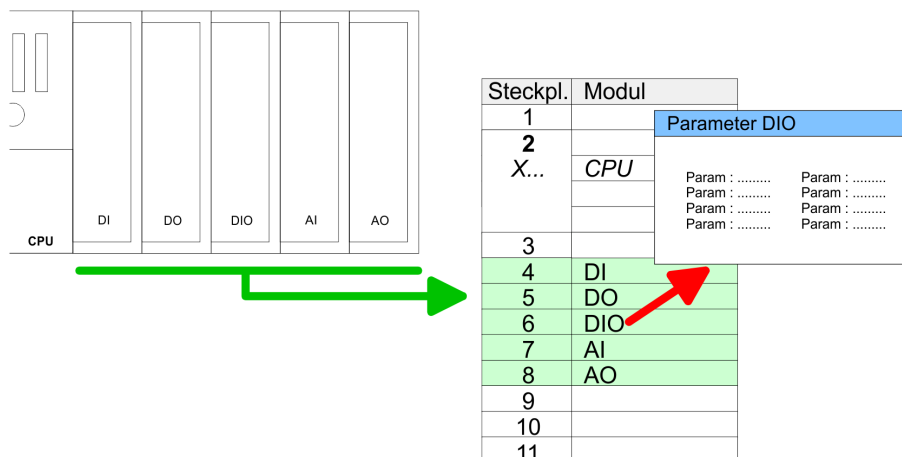 DI DO DIO AI AO
CPU
Steckpl. Modul
1
2
X... CPU
3
4 DI
5 DO
6 DIO
7 AI
8 AO
9
10
11
Parameter DIO
Param : ......... Param : .........
Param : ......... Param : .........
Param : ......... Param : .........
Param : ......... Param : .........